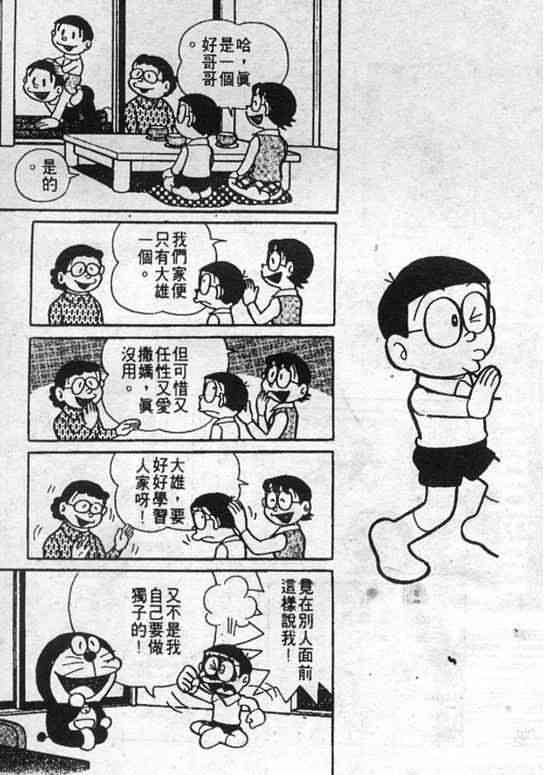 哈，真
是一個
好哥哥
。
是的
。
我們家便
只有大雄
一個。
但可惜又
任性又愛
撒嬌，真
沒用。
大雄，要
好好學習
人家呀！
竟在別人面前
這樣說我！
又不是我
自己要做
獨子的！